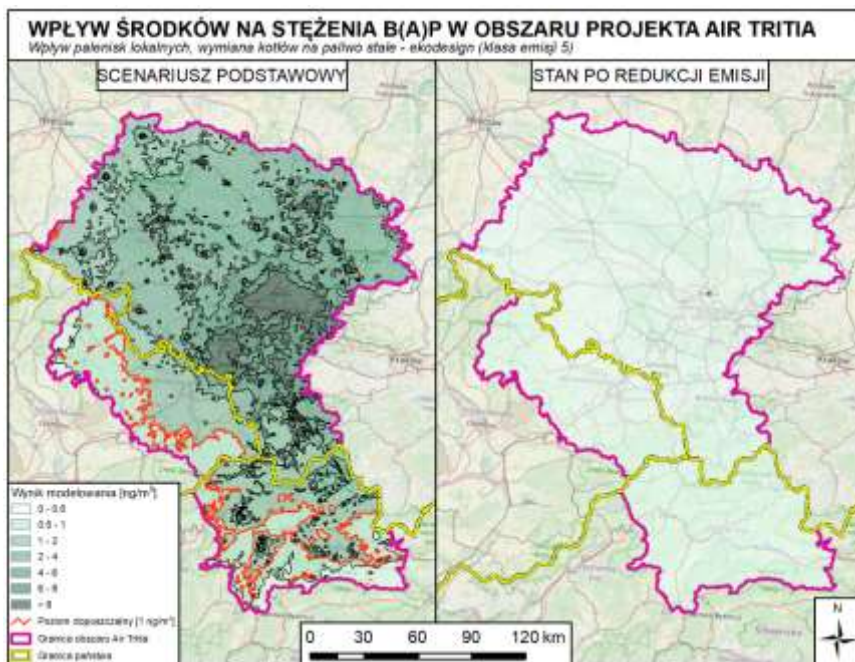 WPŁYW ŚRODKÓW NA STĘŻENIA B(A)P W OBSZARU PROJEKTA AIR TRITIA
Wpływ palenisk lokalnych, wymiana kotłów na paliwo stałe - ekodesign (klasa emisji 5)
SCENARIUSZ PODSTAWOWY
STAN PO REDUKCJI EMISJI
Wynik modelowania [ng/m³]
0 - 0.5
0.5 - 1
1 - 2
2 - 4
4 - 6
6 - 8
> 8
Poziom dopuszczalny [1 ng/m³]
Granica obszaru Air Tritia
Granica państwa
0 30 60 90 120 km
N